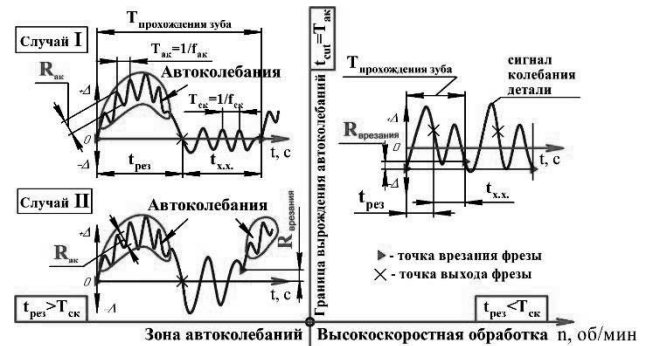 Случай I
T прохождения зуба
Tак=1/fак
Rак
Автоколебания
Tск=1/fск
Δ
0
-Δ
t, с
tрез
tх.х.
Случай II
Автоколебания
Rак
Rврезания
Δ
0
-Δ
t, с
tрез>Tск
Зона автоколебаний
Граница вырождения автоколебаний
tcut=Tак
T прохождения зуба
сигнал
колебания
детали
Δ
0
Rврезания
-Δ
t, с
tрез
tх.х.
- точка врезания фрезы
- точка выхода фрезы
tрез<Tск
Высокоскоростная обработка n, об/мин